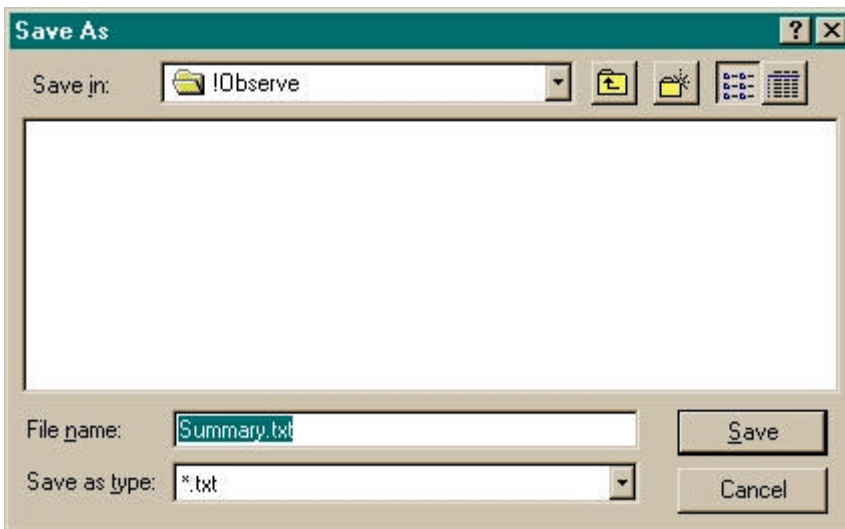 Save As
Save in: !Observe
File name: Summary.txt
Save
Save as type: *.txt
Cancel